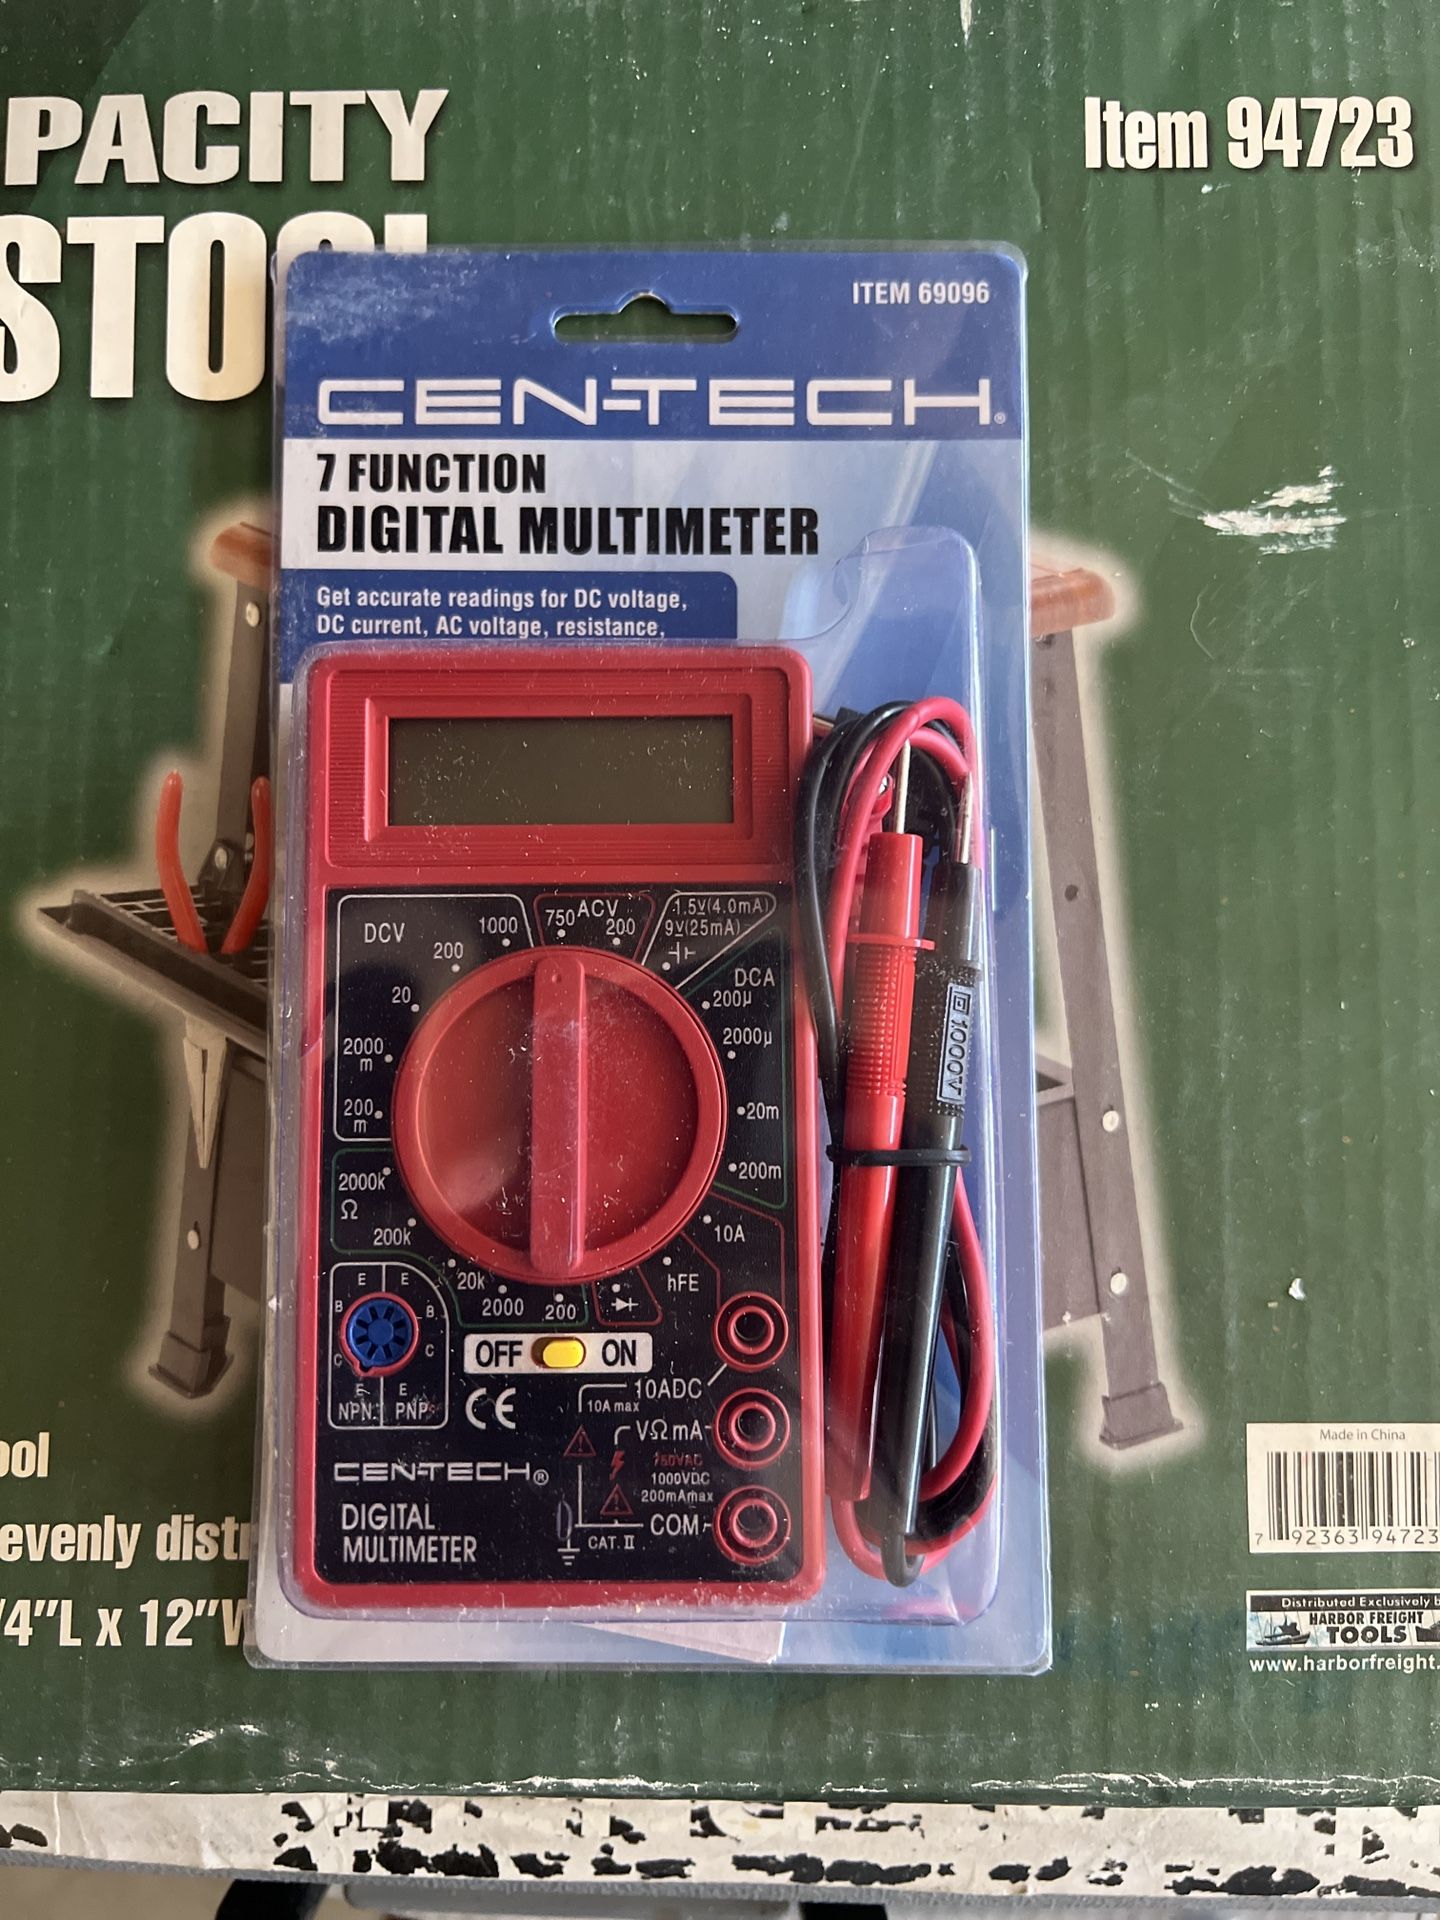 PACITY
Item 94723
STOOL
ITEM 69096
CEN-TECH®
7 FUNCTION
DIGITAL MULTIMETER
Get accurate readings for DC voltage,
DC current, AC voltage, resistance,
DCV
1000
200
20
2000
m
200
m
750
ACV
200
1.5V(4.0mA)
9V(25mA)
DCA
200µ
2000µ
20m
200m
10A
hFE
2000k
Ω
200k
20k
2000
200
E E
B B
C C
E E
NPN PNP
OFF ON
CE
10ADC
10A max
VΩmA
750VAC
1000VDC
200mAmax
COM
CAT. II
CEN-TECH®
DIGITAL
MULTIMETER
1000V
ool
evenly distr
/4"L x 12"W
Made in China
7 92363 94723
Distributed Exclusively b
HARBOR FREIGHT
TOOLS
www.harborfreight.